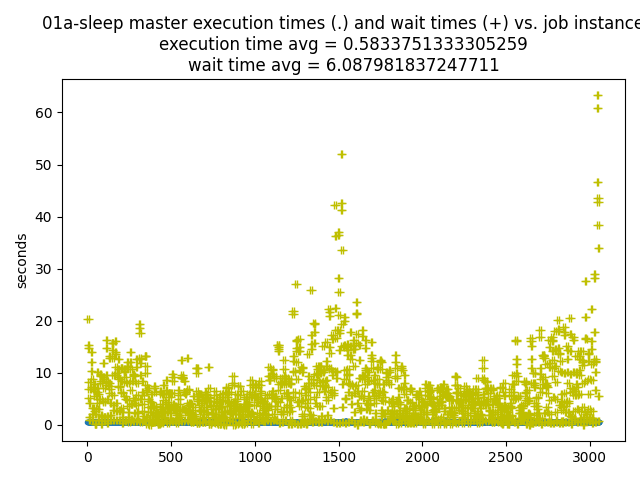 01a-sleep master execution times (.) and wait times (+) vs. job instance
execution time avg = 0.5833751333305259
wait time avg = 6.087981837247711
seconds
60
50
40
30
20
10
0
0 500 1000 1500 2000 2500 3000